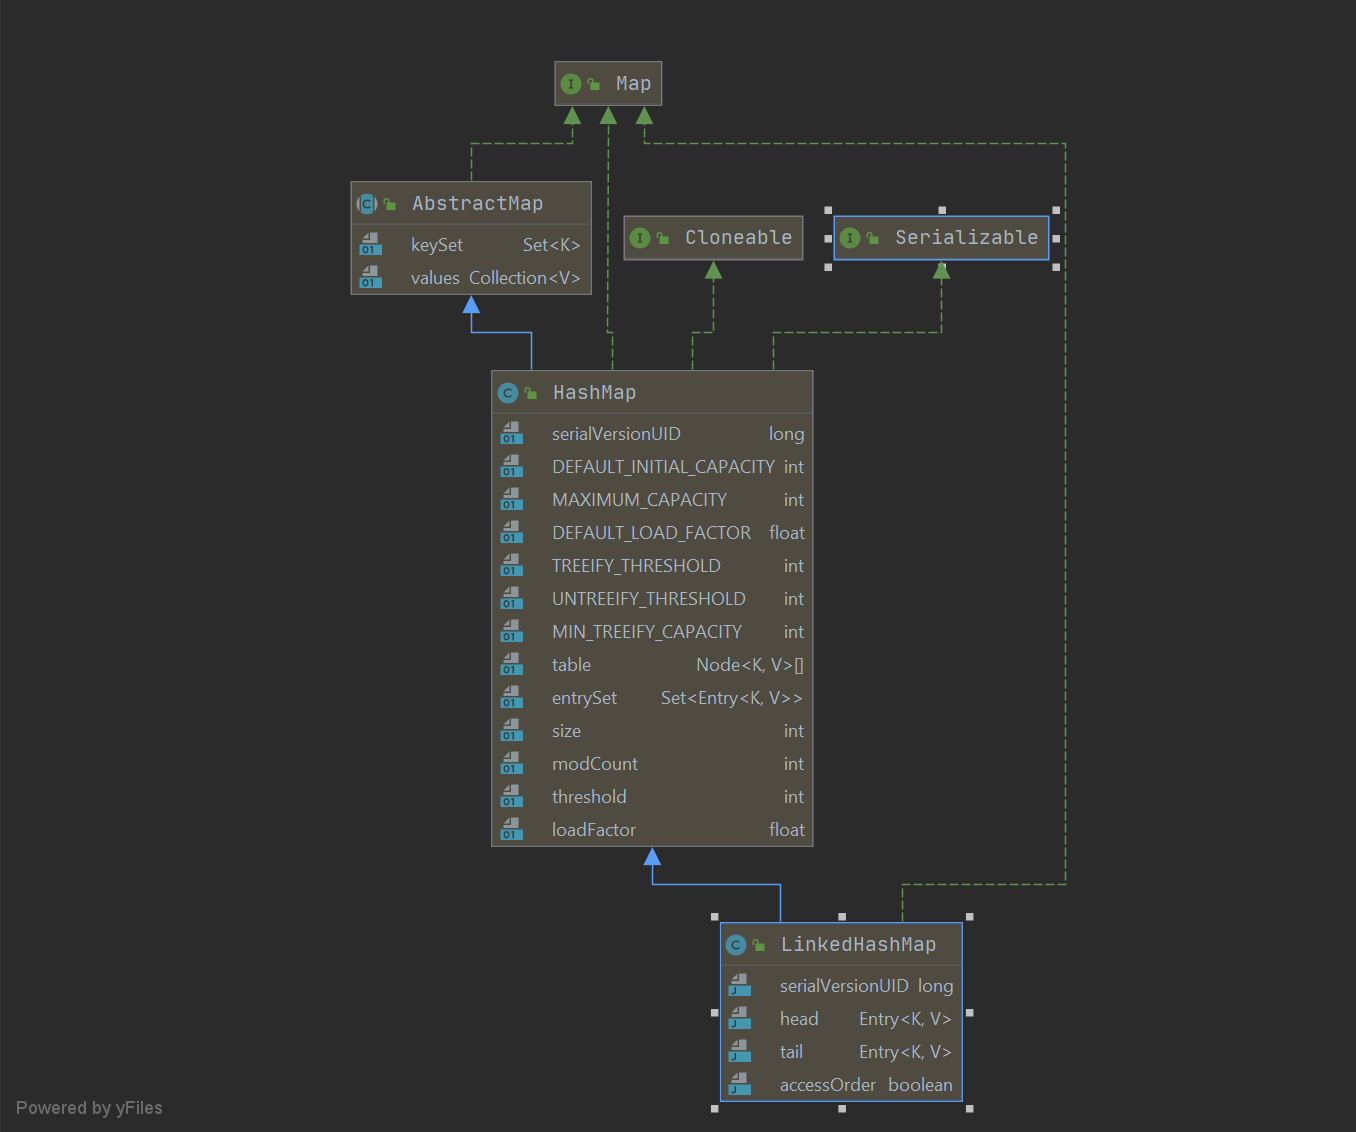 Map
AbstractMap
keySet Set<K>
values Collection<V>
Cloneable
Serializable
HashMap
serialVersionUID long
DEFAULT_INITIAL_CAPACITY int
MAXIMUM_CAPACITY int
DEFAULT_LOAD_FACTOR float
TREEIFY_THRESHOLD int
UNTREEIFY_THRESHOLD int
MIN_TREEIFY_CAPACITY int
table Node<K, V>[]
entrySet Set<Entry<K, V>>
size int
modCount int
threshold int
loadFactor float
LinkedHashMap
serialVersionUID long
head Entry<K, V>
tail Entry<K, V>
accessOrder boolean
Powered by yFiles